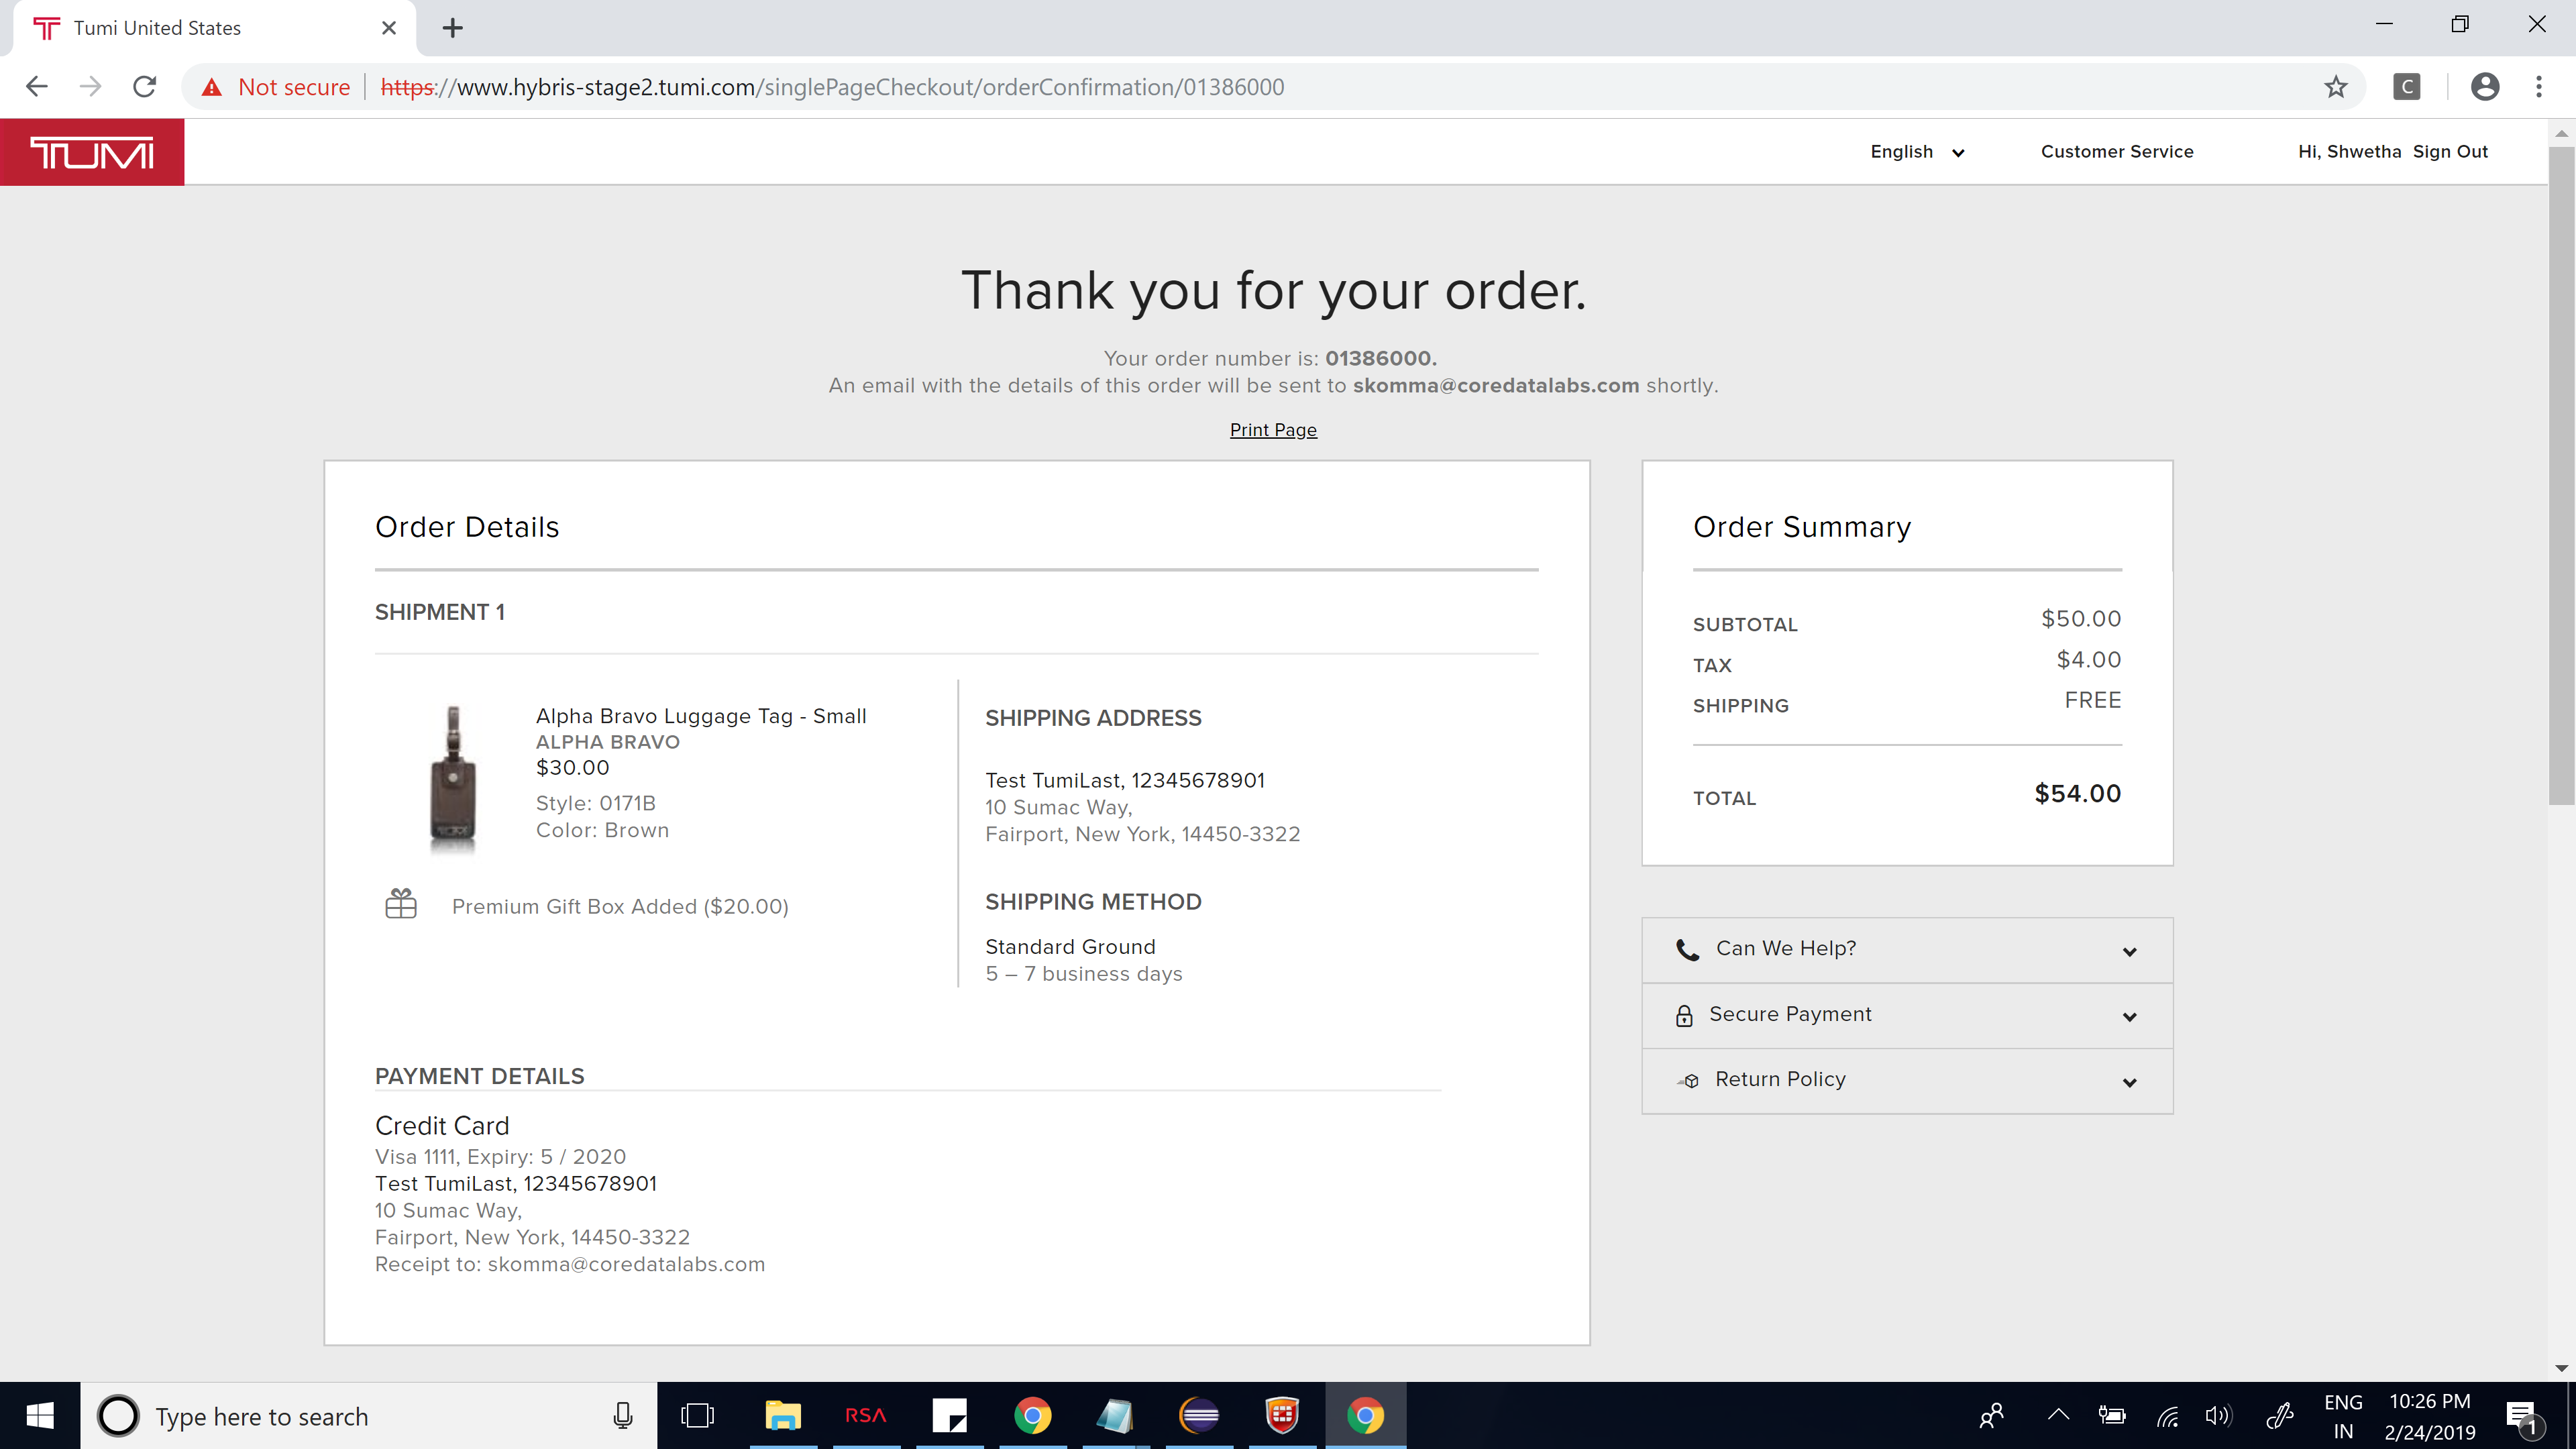 Tumi United States
Not secure
https://www.hybris-stage2.tumi.com/singlePageCheckout/orderConfirmation/01386000
C
TUMI
English
Customer Service
Hi, Shwetha Sign Out
Thank you for your order.
Your order number is: 01386000.
An email with the details of this order will be sent to skomma@coredatalabs.com shortly.
Print Page
Order Details
SHIPMENT 1
Alpha Bravo Luggage Tag - Small
ALPHA BRAVO
$30.00
Style: 0171B
Color: Brown
Premium Gift Box Added ($20.00)
SHIPPING ADDRESS
Test TumiLast, 12345678901
10 Sumac Way,
Fairport, New York, 14450-3322
SHIPPING METHOD
Standard Ground
5 – 7 business days
PAYMENT DETAILS
Credit Card
Visa 1111, Expiry: 5 / 2020
Test TumiLast, 12345678901
10 Sumac Way,
Fairport, New York, 14450-3322
Receipt to: skomma@coredatalabs.com
Order Summary
SUBTOTAL $50.00
TAX $4.00
SHIPPING FREE
TOTAL $54.00
Can We Help?
Secure Payment
Return Policy
Type here to search
RSA
ENG
IN
10:26 PM
2/24/2019
1